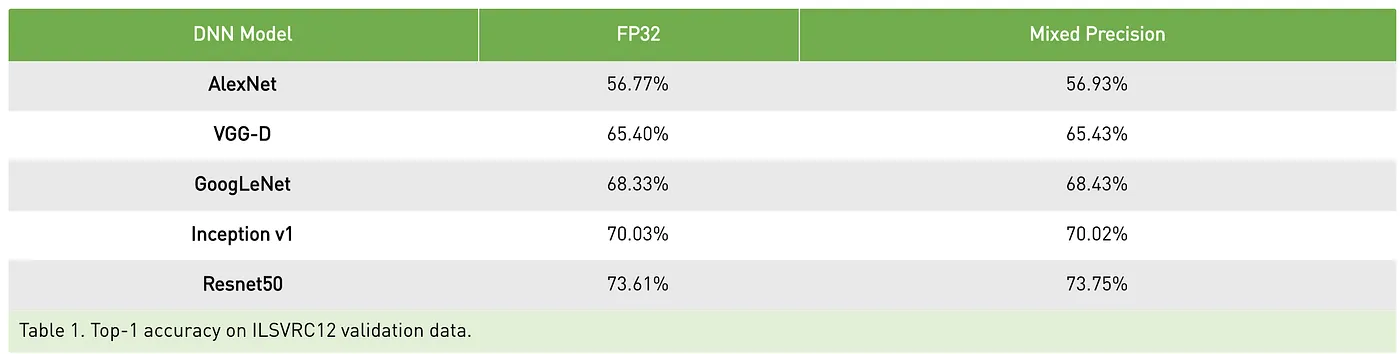 DNN Model FP32 Mixed Precision
AlexNet 56.77% 56.93%
VGG-D 65.40% 65.43%
GoogLeNet 68.33% 68.43%
Inception v1 70.03% 70.02%
Resnet50 73.61% 73.75%
Table 1. Top-1 accuracy on ILSVRC12 validation data.